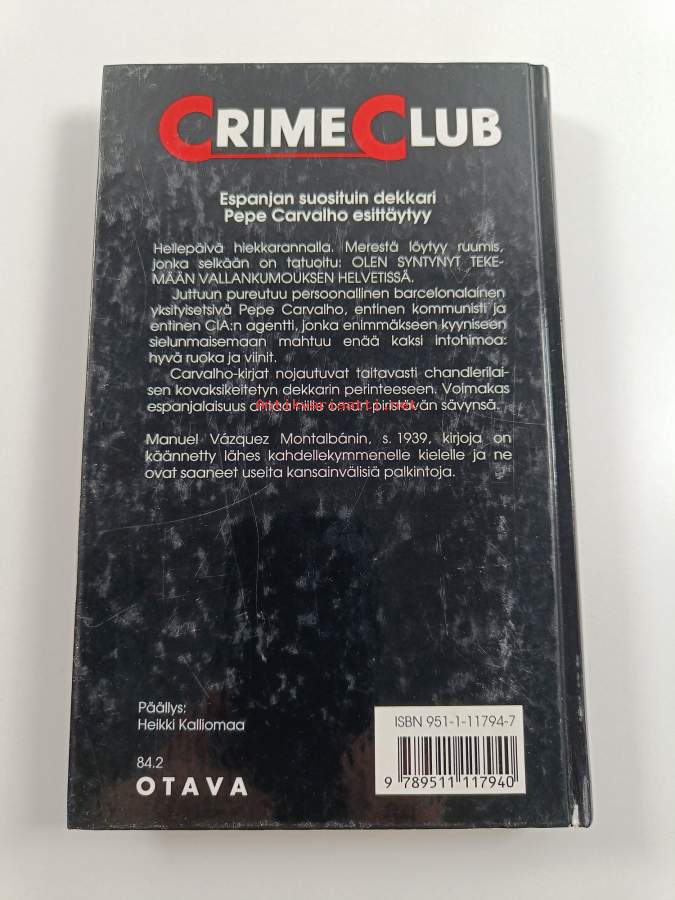 CRIME CLUB
Espanjan suosituin dekkari
Pepe Carvalho esittäytyy
Hellepäivä hiekkarannalla. Merestä löytyy ruumis,
jonka selkään on tatuoitu: OLEN SYNTYNYT TEKE-
MÄÄN VALLANKUMOUKSEN HELVETISSÄ.
Juttuun pureutuu persoonallinen barcelonalainen
yksityisetsivä Pepe Carvalho, entinen kommunisti ja
entinen CIA:n agentti, jonka enimmäkseen kyyniseen
sielunmaisemaan mahtuu enää kaksi intohimoa:
hyvä ruoka ja viinit.
Carvalho-kirjat nojautuvat taitavasti chandlerilai-
sen kovaksikeitetyn dekkarin perinteeseen. Voimakas
espanjalaisuus antaa niille oman piristävän sävynsä.
Manuel Vázquez Montalbánin, s. 1939, kirjoja on
käännetty lähes kahdellekymmenelle kielelle ja ne
ovat saaneet useita kansainvälisiä palkintoja.
Päällys:
Heikki Kalliomaa
ISBN 951-1-11794-7
84.2
OTAVA
9 789511 117940